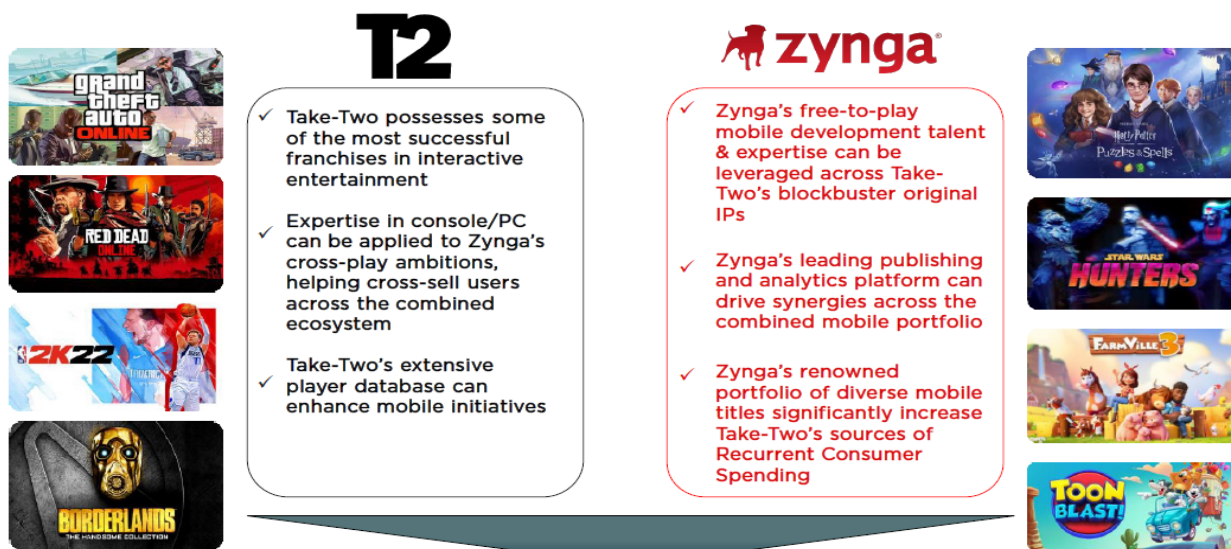 T2
zynga
grand
theft
auto
ONLINE
RED DEAD
ONLINE
2K22
BORDERLANDS
THE HANDSOME COLLECTION
✓ Take-Two possesses some
of the most successful
franchises in interactive
entertainment
✓ Expertise in console/PC
can be applied to Zynga's
cross-play ambitions,
helping cross-sell users
across the combined
ecosystem
✓ Take-Two's extensive
player database can
enhance mobile initiatives
✓ Zynga's free-to-play
mobile development talent
& expertise can be
leveraged across Take-
Two's blockbuster original
IPs
✓ Zynga's leading publishing
and analytics platform can
drive synergies across the
combined mobile portfolio
✓ Zynga's renowned
portfolio of diverse mobile
titles significantly increase
Take-Two's sources of
Recurrent Consumer
Spending
Harry Potter
Puzzles & Spells
STAR WARS
HUNTERS
FARMVILLE 3
TOON
BLAST!